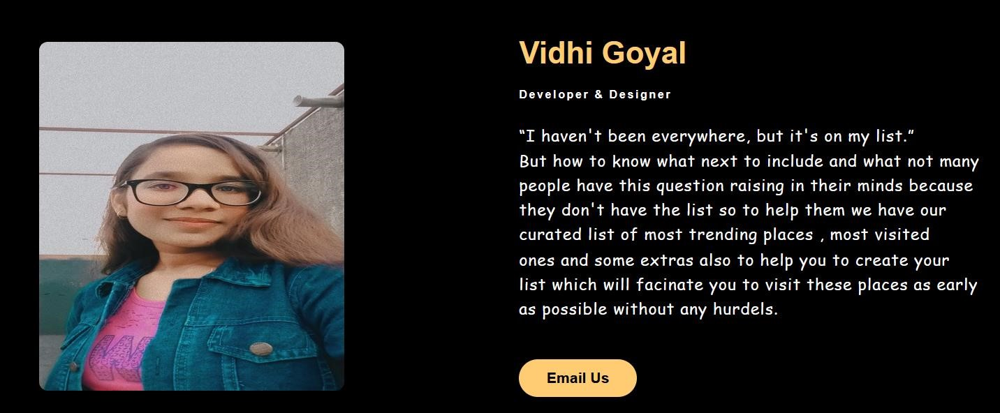 Vidhi Goyal
Developer & Designer
“I haven't been everywhere, but it's on my list.”
But how to know what next to include and what not many
people have this question raising in their minds because
they don't have the list so to help them we have our
curated list of most trending places , most visited
ones and some extras also to help you to create your
list which will facinate you to visit these places as early
as possible without any hurdels.
Email Us